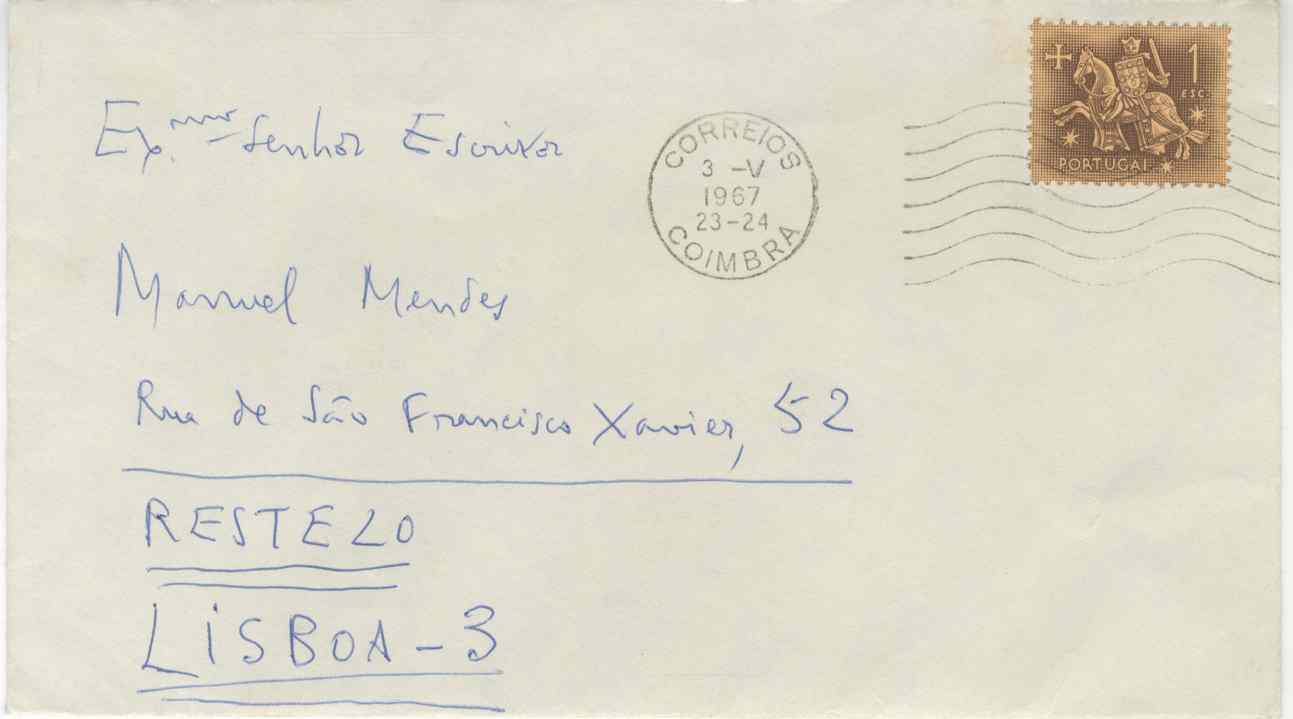 Ex.mo Senhor Escritor
CORREIOS
3 -V
1967
23-24
COIMBRA
1
ESC.
PORTUGAL
Manuel Mendes
Rua de São Francisco Xavier, 52
RESTELO
LISBOA-3